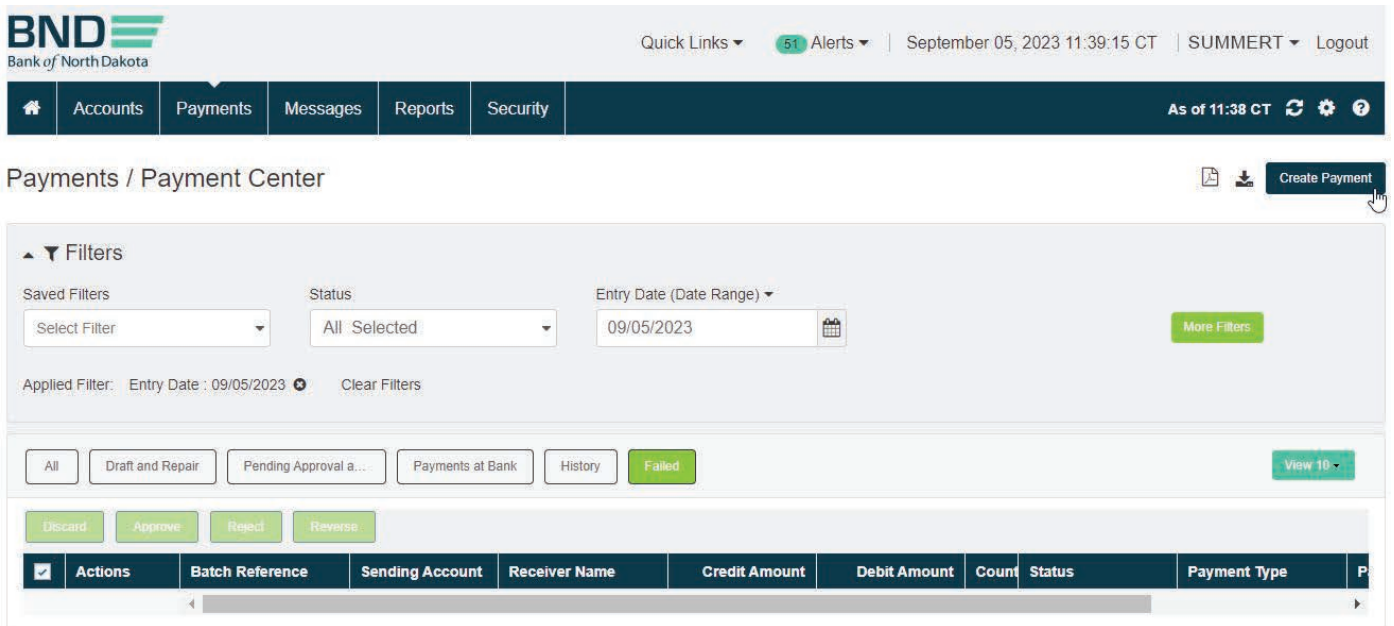 BND
Bank of North Dakota
Quick Links 51 Alerts | September 05, 2023 11:39:15 CT | SUMMERT Logout
Accounts Payments Messages Reports Security As of 11:38 CT
Payments / Payment Center Create Payment
Filters
Saved Filters Status Entry Date (Date Range)
Select Filter All Selected 09/05/2023 More Filters
Applied Filter: Entry Date : 09/05/2023 Clear Filters
All Draft and Repair Pending Approval a... Payments at Bank History Failed View 10
Discard Approve Reject Reverse
Actions Batch Reference Sending Account Receiver Name Credit Amount Debit Amount Count Status Payment Type P